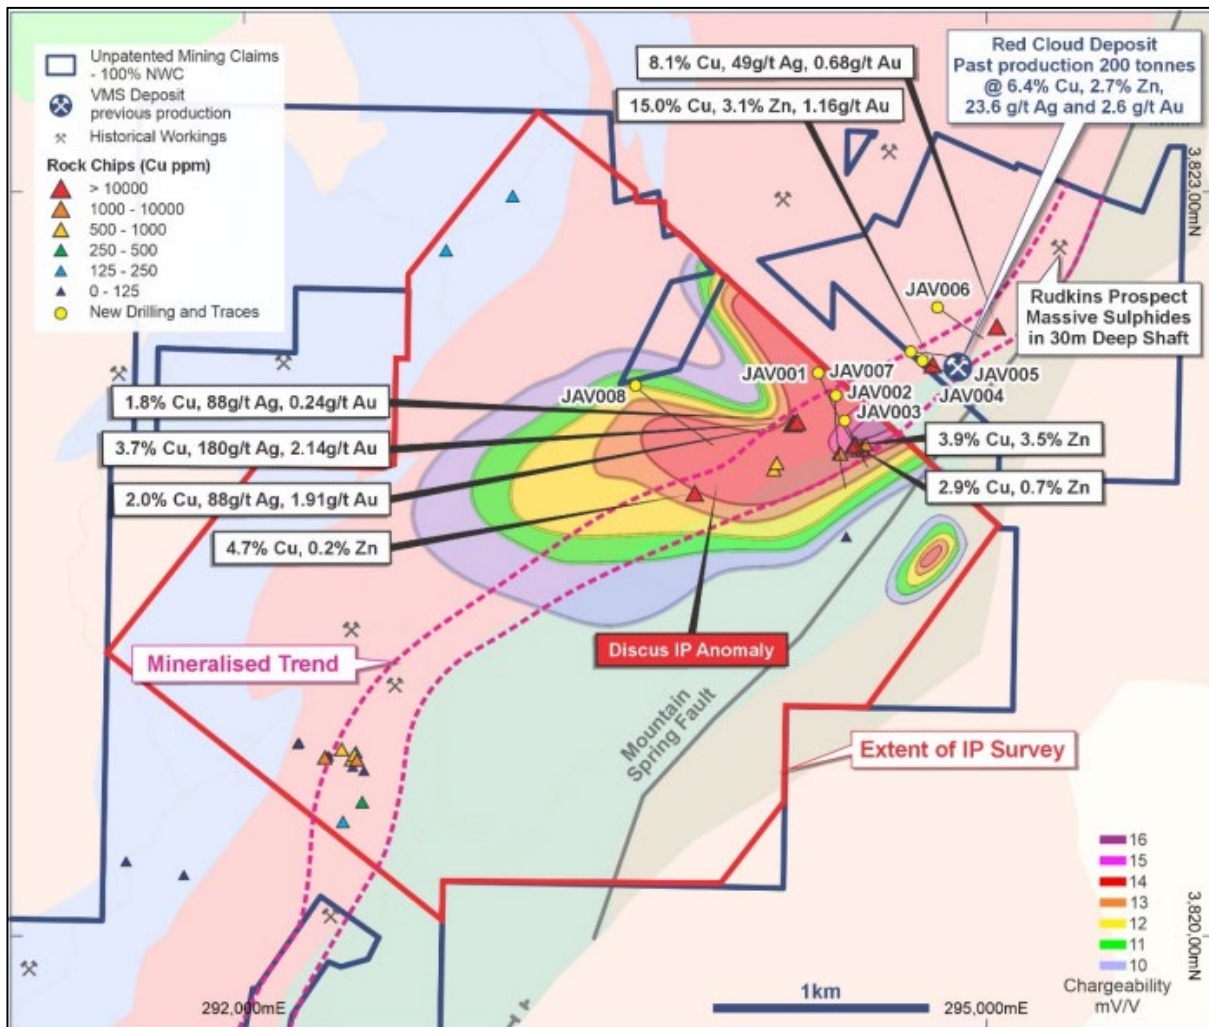 Unpatented Mining Claims
- 100% NWC
VMS Deposit
previous production
Historical Workings
Rock Chips (Cu ppm)
> 10000
1000 - 10000
500 - 1000
250 - 500
125 - 250
0 - 125
New Drilling and Traces
8.1% Cu, 49g/t Ag, 0.68g/t Au
15.0% Cu, 3.1% Zn, 1.16g/t Au
Red Cloud Deposit
Past production 200 tonnes
@ 6.4% Cu, 2.7% Zn,
23.6 g/t Ag and 2.6 g/t Au
3,823,00mN
JAV006
Rudkins Prospect
Massive Sulphides
in 30m Deep Shaft
JAV001
JAV007
JAV005
JAV008
JAV002
JAV004
JAV003
1.8% Cu, 88g/t Ag, 0.24g/t Au
3.7% Cu, 180g/t Ag, 2.14g/t Au
2.0% Cu, 88g/t Ag, 1.91g/t Au
4.7% Cu, 0.2% Zn
3.9% Cu, 3.5% Zn
2.9% Cu, 0.7% Zn
Discus IP Anomaly
Mineralised Trend
Mountain
Spring Fault
Extent of IP Survey
16
15
14
13
12
11
10
Chargeability
mV/V
3,820,00mN
292,000mE
1km
295,000mE